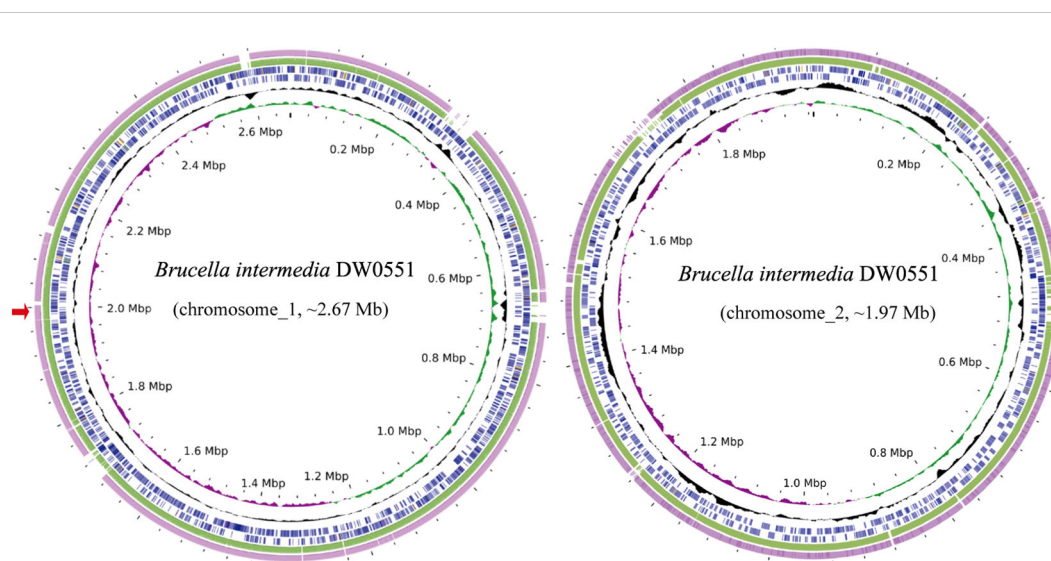 2.6 Mbp
0.2 Mbp
2.4 Mbp
0.4 Mbp
2.2 Mbp
Brucella intermedia DW0551
0.6 Mbp
2.0 Mbp
(chromosome_1, ~2.67 Mb)
0.8 Mbp
1.8 Mbp
1.0 Mbp
1.6 Mbp
1.4 Mbp
1.2 Mbp
1.8 Mbp
0.2 Mbp
1.6 Mbp
0.4 Mbp
Brucella intermedia DW0551
(chromosome_2, ~1.97 Mb)
1.4 Mbp
0.6 Mbp
1.2 Mbp
0.8 Mbp
1.0 Mbp